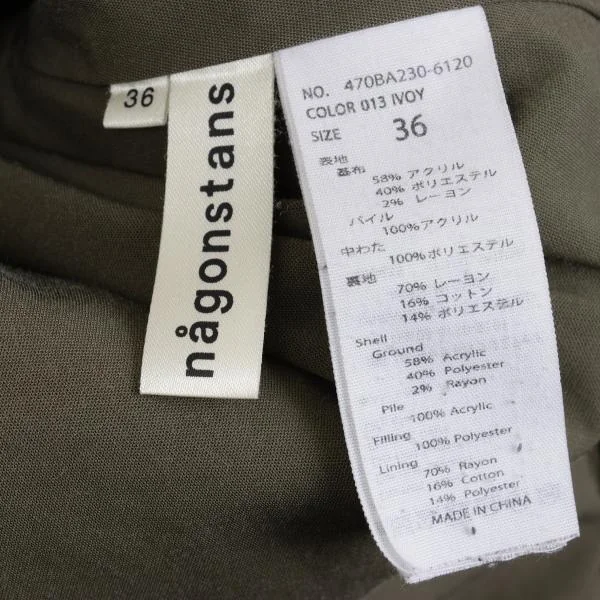 36
någonstans
NO. 470BA230-6120
COLOR 013 IVOY
SIZE 36
表地
基布
58% アクリル
40% ポリエステル
2% レーヨン
パイル
100%アクリル
中わた
100%ポリエステル
裏地
70% レーヨン
16% コットン
14% ポリエステル
Shell
Ground
58% Acrylic
40% Polyester
2% Rayon
Pile
100% Acrylic
Filling
100% Polyester
Lining
70% Rayon
16% Cotton
14% Polyester
MADE IN CHINA